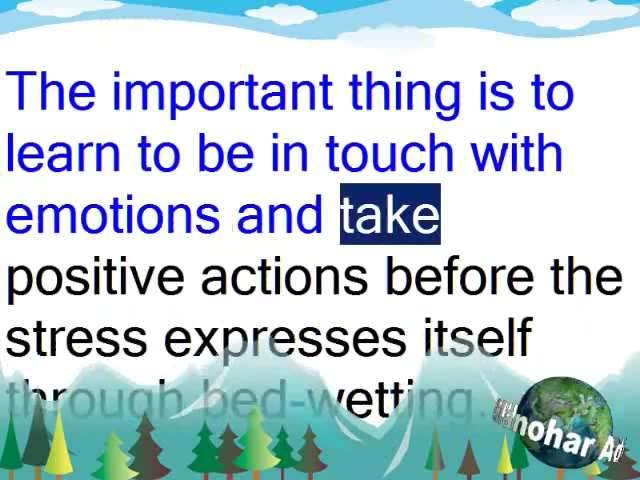 The important thing is to
learn to be in touch with
emotions and take
positive actions before the
stress expresses itself
through bed-wetting.